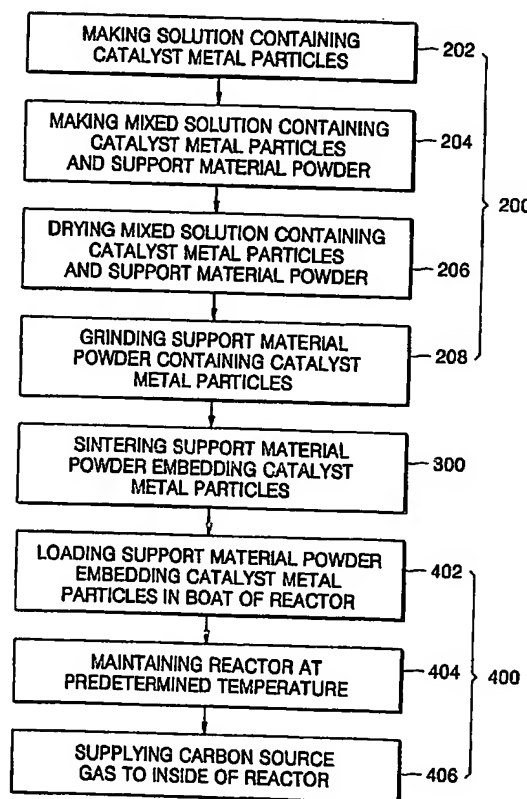 MAKING SOLUTION CONTAINING
CATALYST METAL PARTICLES
202
MAKING MIXED SOLUTION CONTAINING
CATALYST METAL PARTICLES
AND SUPPORT MATERIAL POWDER
204
200
DRYING MIXED SOLUTION CONTAINING
CATALYST METAL PARTICLES
AND SUPPORT MATERIAL POWDER
206
GRINDING SUPPORT MATERIAL
POWDER CONTAINING CATALYST
METAL PARTICLES
208
SINTERING SUPPORT MATERIAL
POWDER EMBEDDING CATALYST
METAL PARTICLES
300
LOADING SUPPORT MATERIAL POWDER
EMBEDDING CATALYST METAL
PARTICLES IN BOAT OF REACTOR
402
MAINTAINING REACTOR AT
PREDETERMINED TEMPERATURE
404
400
SUPPLYING CARBON SOURCE
GAS TO INSIDE OF REACTOR
406